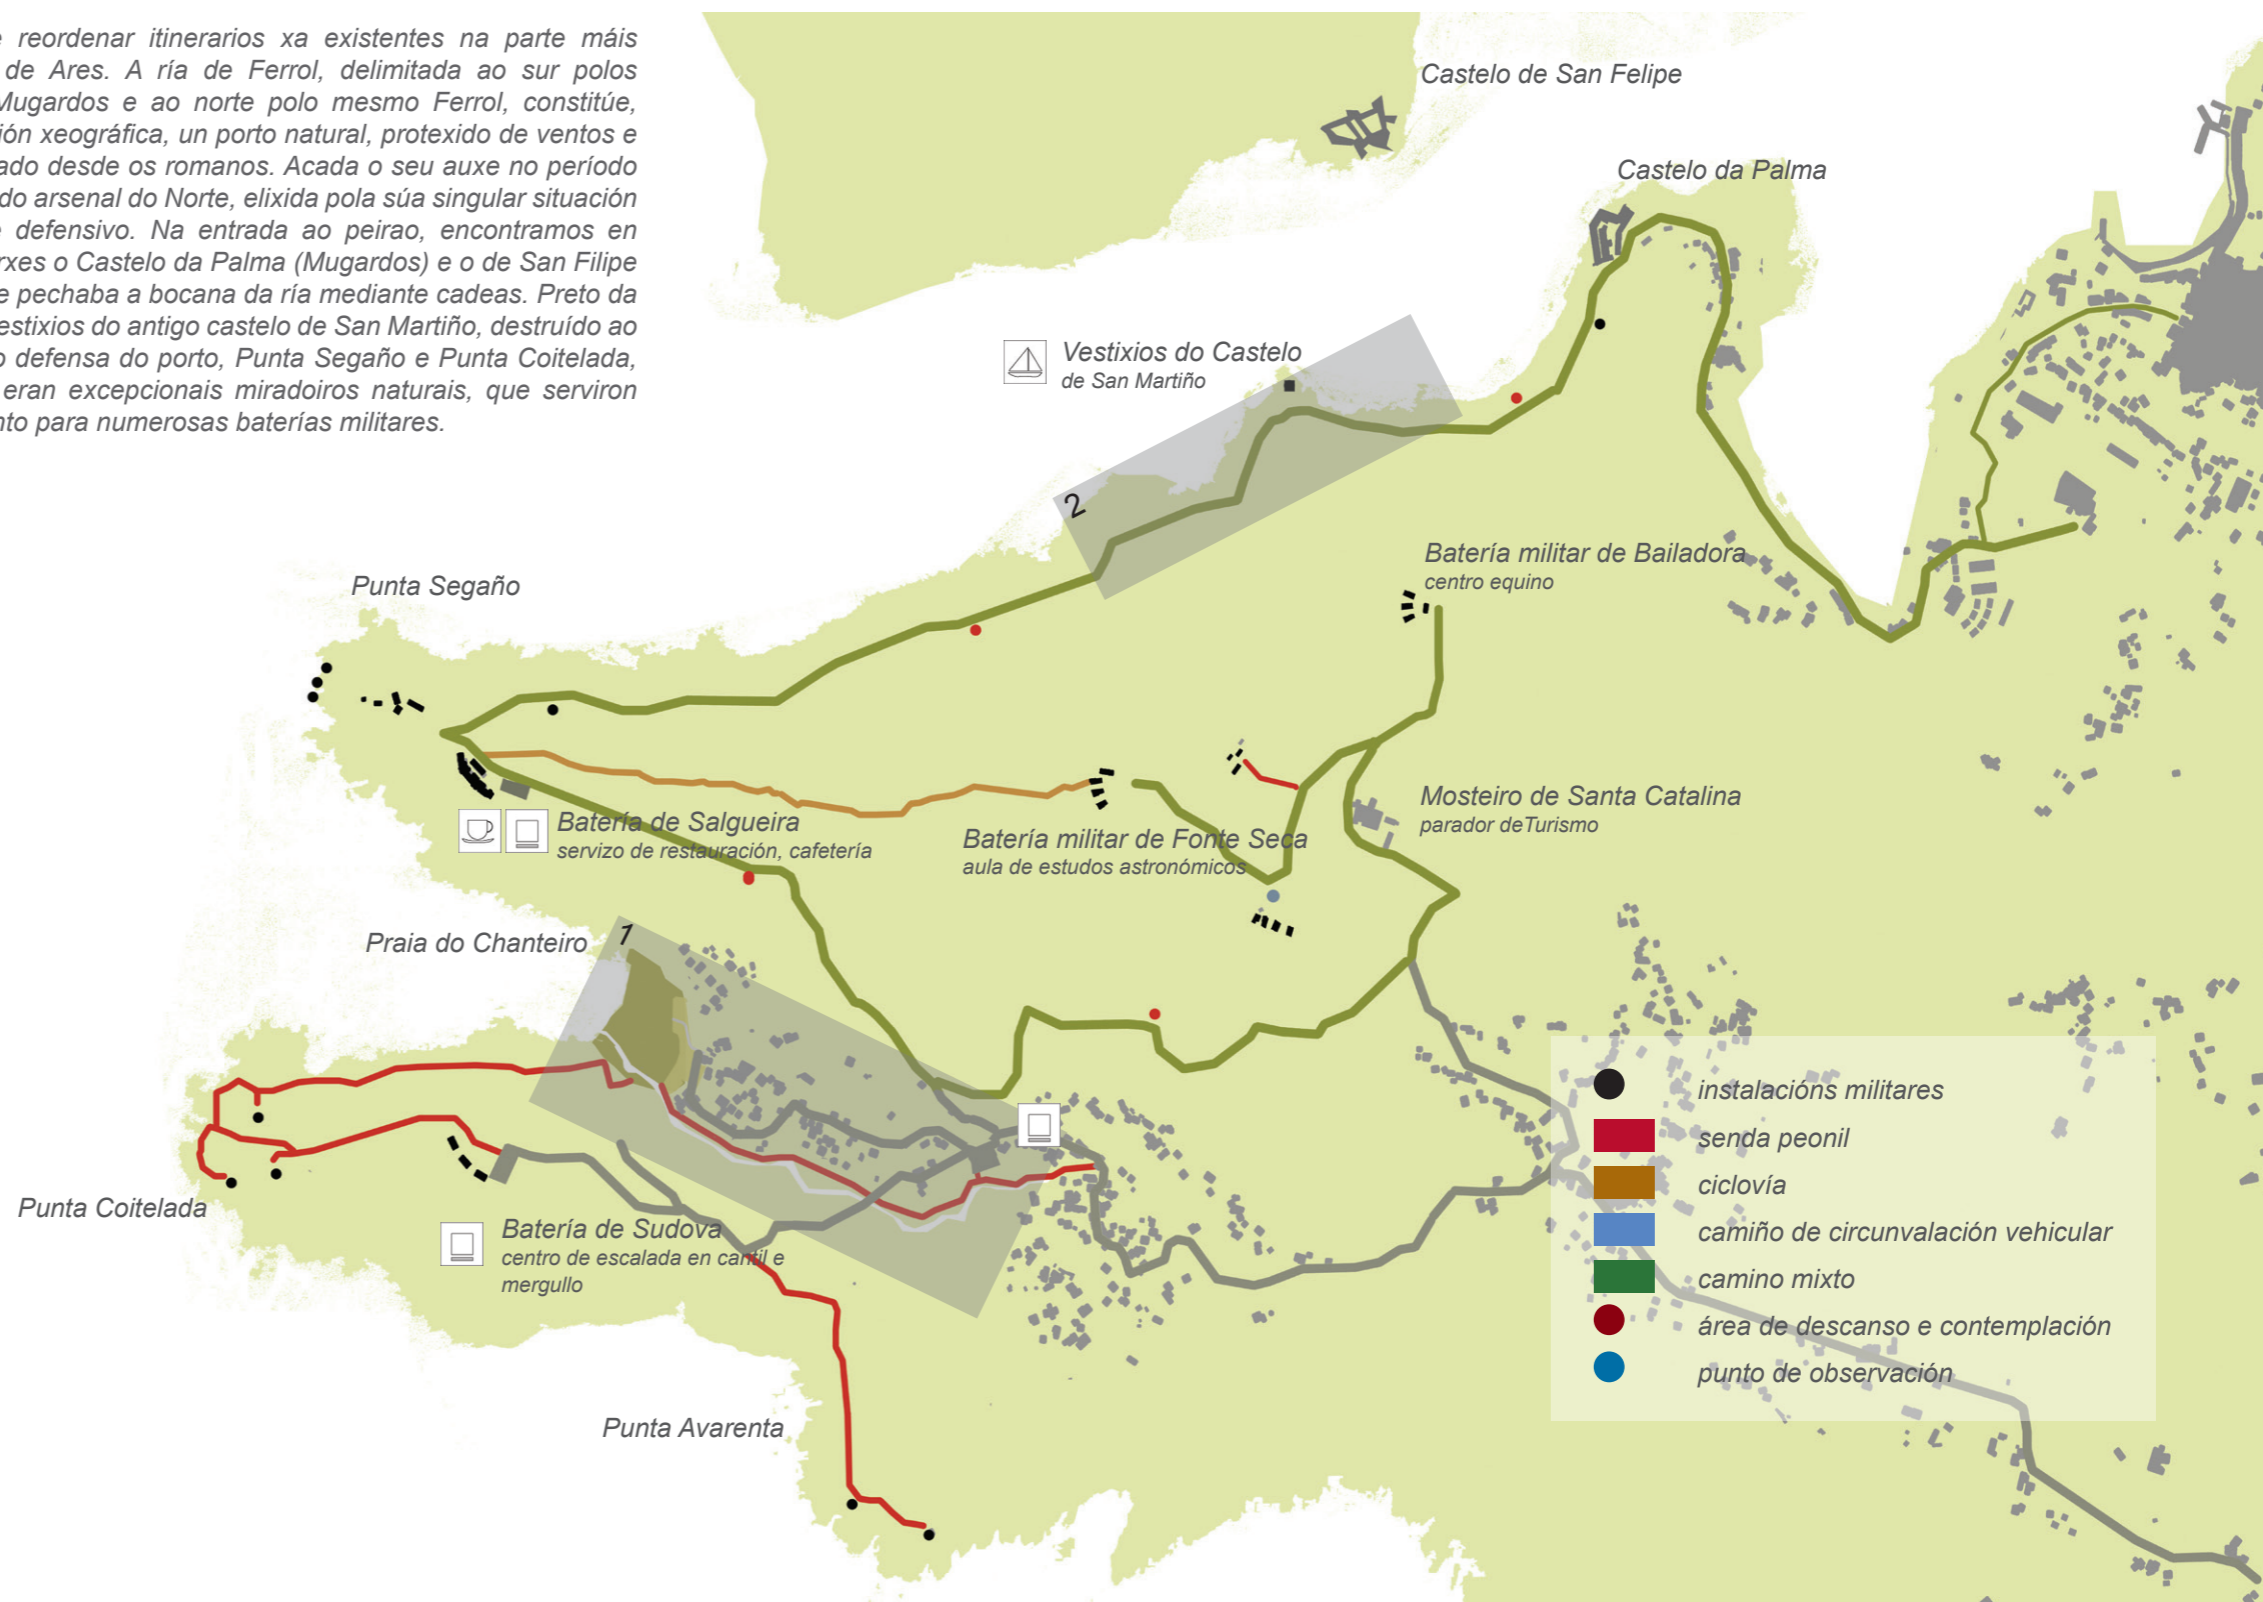 reordenar itinerarios xa existentes na parte máis
de Ares. A ría de Ferrol, delimitada ao sur polos
Mugardos e ao norte polo mesmo Ferrol, constitúe,
xeográfica, un porto natural, protexido de ventos e
desde os romanos. Acada o seu auxe no período
do arsenal do Norte, elixida pola súa singular situación
defensivo. Na entrada ao peirao, encontramos en
o Castelo da Palma (Mugardos) e o de San Filipe
pechaba a bocana da ría mediante cadeas. Preto da
do antigo castelo de San Martiño, destruído ao
defensa do porto, Punta Segaño e Punta Coitelada,
eran excepcionais miradoiros naturais, que serviron
para numerosas baterías militares.
Castelo de San Felipe
Castelo da Palma
Vestixios do Castelo
de San Martiño
2
Batería militar de Bailadora
centro equino
Punta Segaño
Mosteiro de Santa Catalina
parador deTurismo
Batería de Salgueira
servizo de restauración, cafetería
Batería militar de Fonte Seca
aula de estudos astronómicos
Praia do Chanteiro
1
Punta Coitelada
Batería de Sudova
centro de escalada en cantil e
mergullo
Punta Avarenta
instalacións militares
senda peonil
ciclovía
camiño de circunvalación vehicular
camino mixto
área de descanso e contemplación
punto de observación